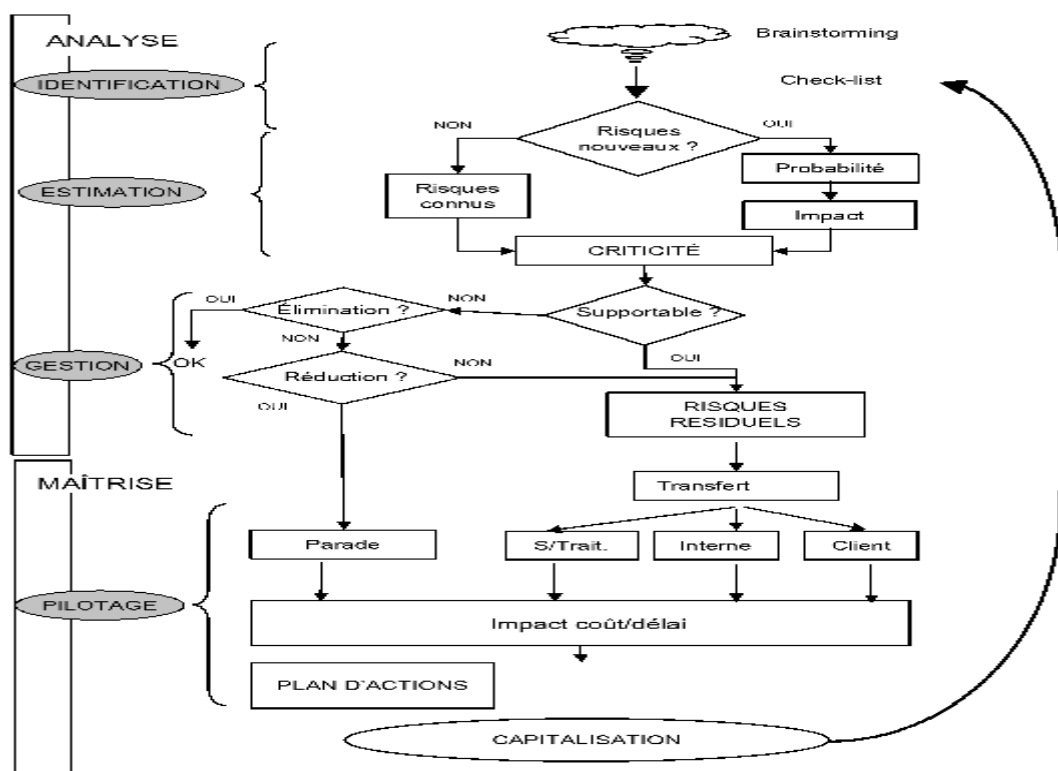 ANALYSE
Brainstorming
IDENTIFICATION
Check-list
NON
Risques
nouveaux ?
OUI
ESTIMATION
Risques
connus
Probabilité
Impact
CRITICITÉ
OUI
Élimination ?
NON
Supportable ?
NON
OUI
GESTION
OK
Réduction ?
NON
OUI
RISQUES
RESIDUELS
MAÎTRISE
Transfert
Parade
S/Trait.
Interne
Client
PILOTAGE
Impact coût/délai
PLAN D'ACTIONS
CAPITALISATION